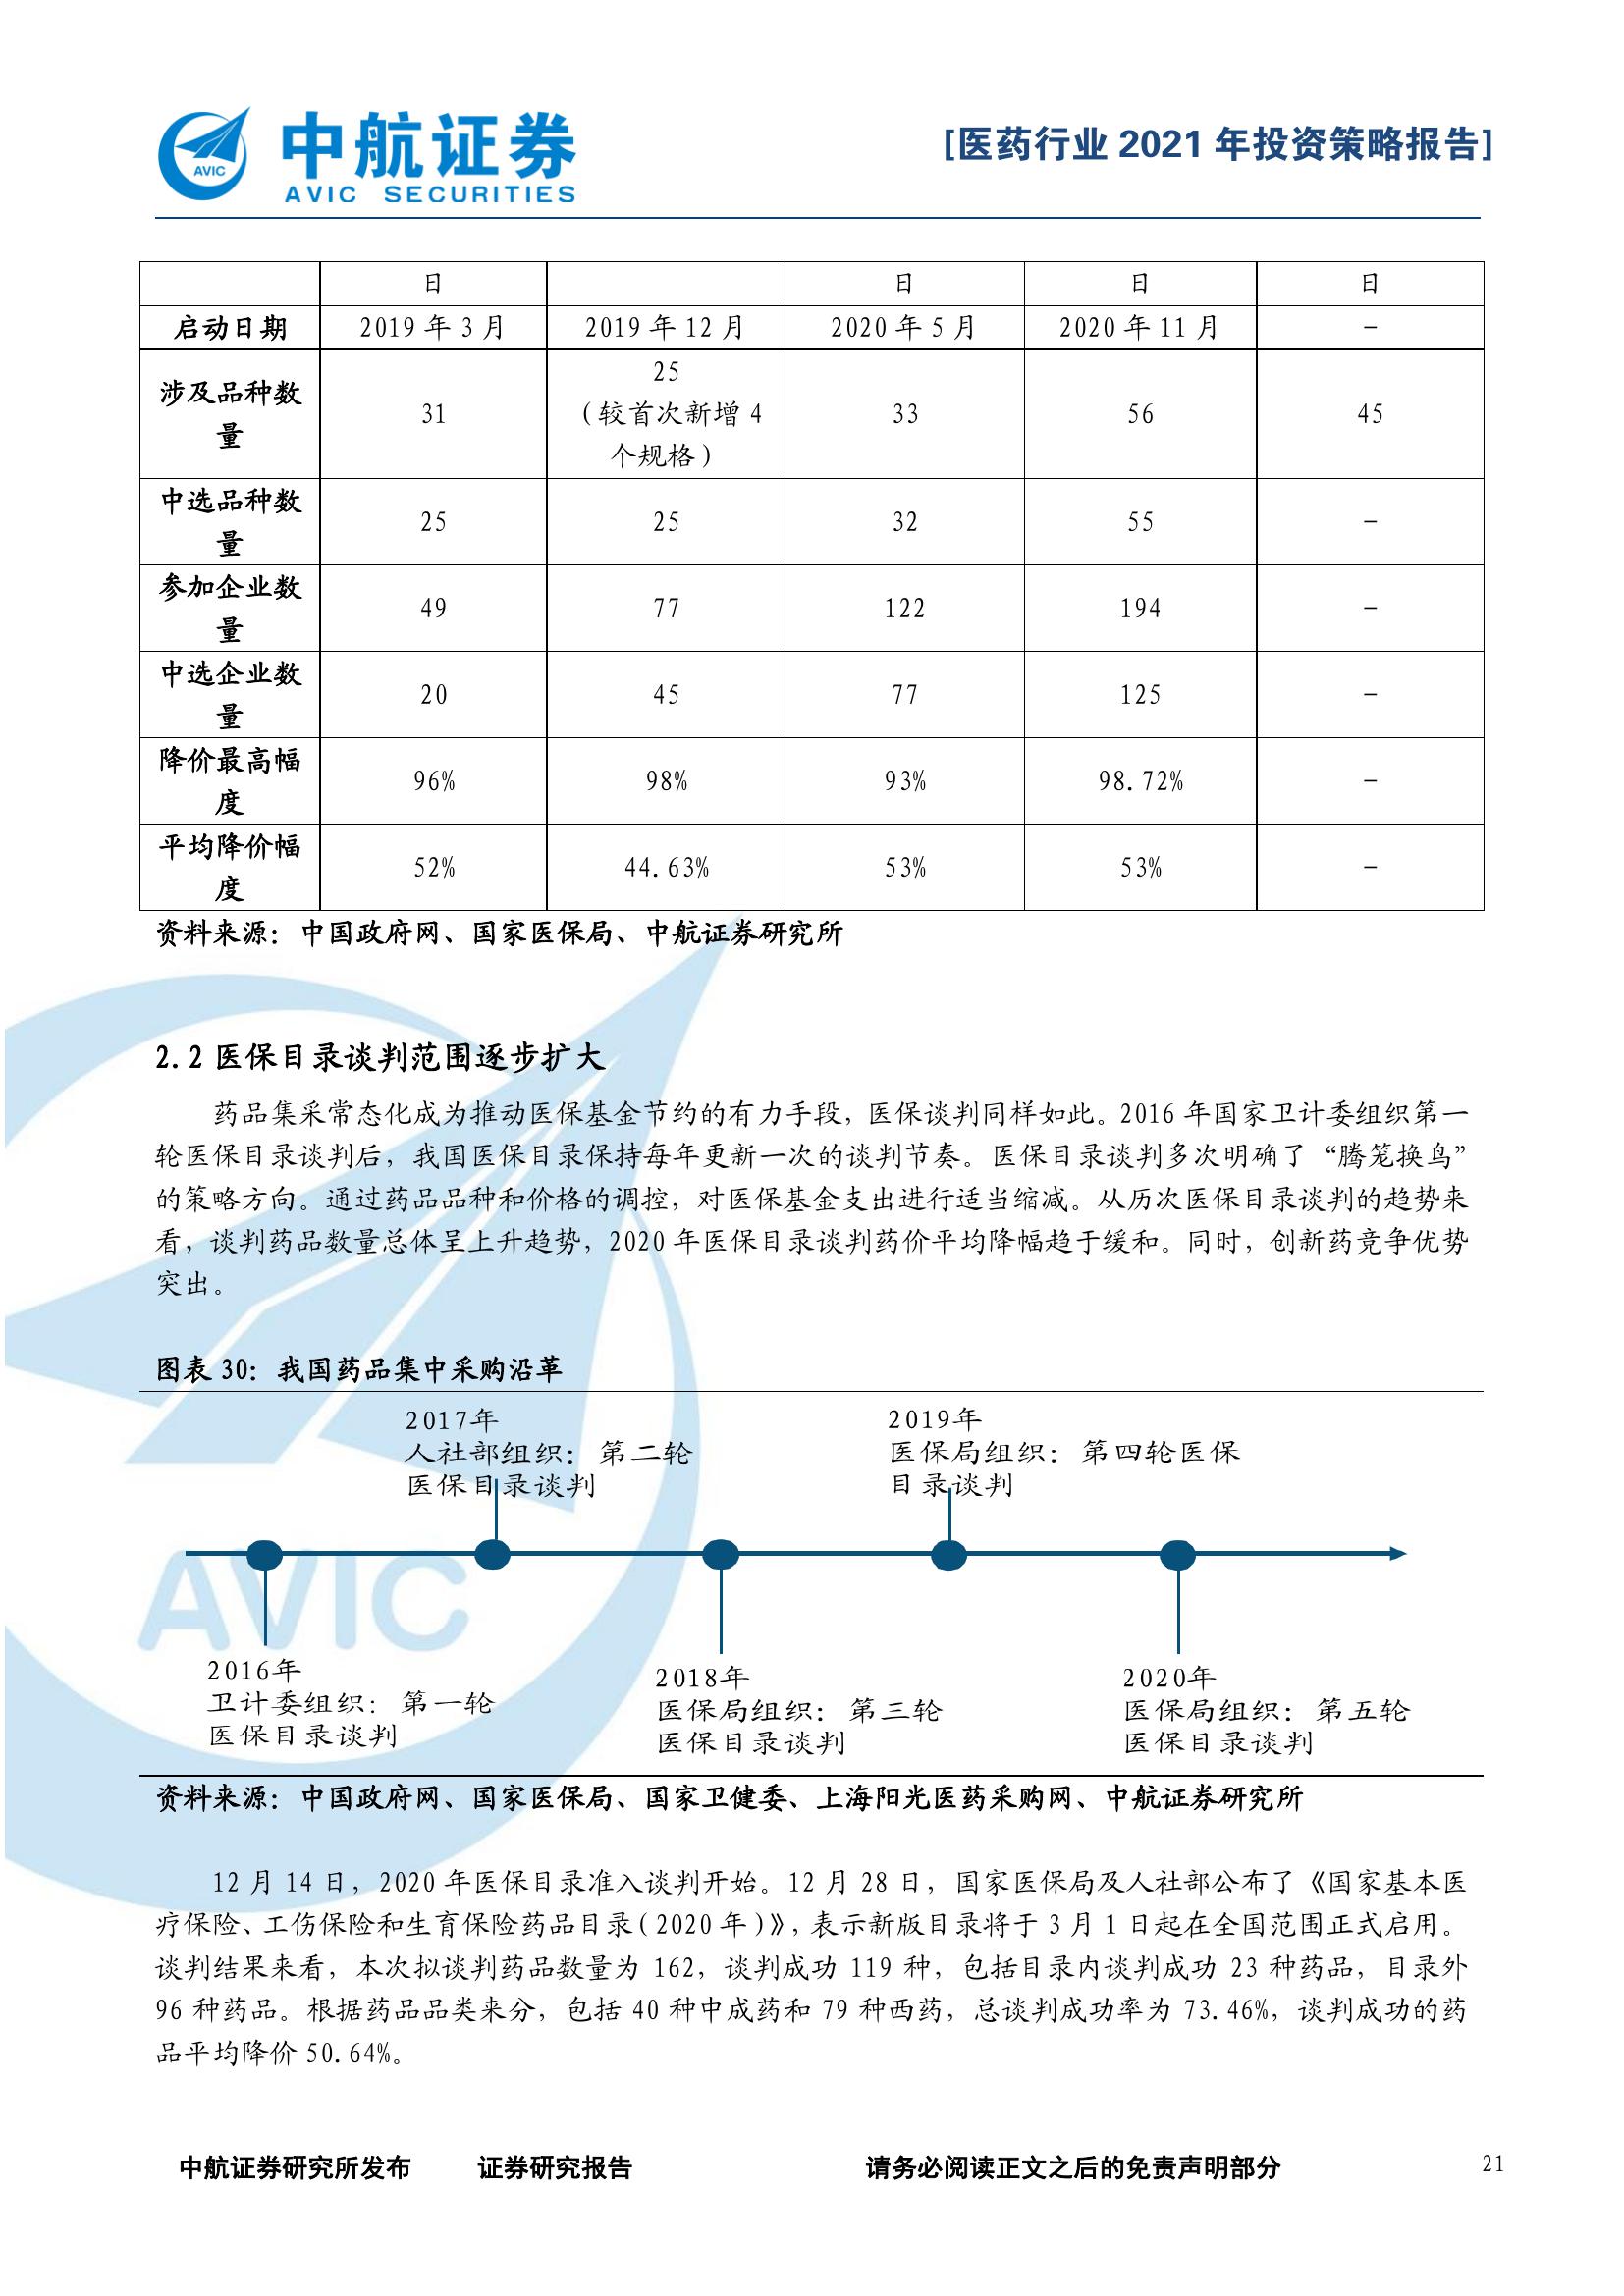 中航证券
AVIC SECURITIES
AVIC
[医药行业 2021 年投资策略报告]
日 日 日 日
启动日期 2019 年 3 月 2019 年 12 月 2020 年 5 月 2020 年 11 月 –
涉及品种数量 31 25（较首次新增 4 个规格） 33 56 45
中选品种数量 25 25 32 55 –
参加企业数量 49 77 122 194 –
中选企业数量 20 45 77 125 –
降价最高幅度 96% 98% 93% 98.72% –
平均降价幅度 52% 44.63% 53% 53% –
资料来源：中国政府网、国家医保局、中航证券研究所
2.2 医保目录谈判范围逐步扩大
药品集采常态化成为推动医保基金节约的有力手段，医保谈判同样如此。2016 年国家卫计委组织第一
轮医保目录谈判后，我国医保目录保持每年更新一次的谈判节奏。医保目录谈判多次明确了“腾笼换鸟”
的策略方向。通过药品品种和价格的调控，对医保基金支出进行适当缩减。从历次医保目录谈判的趋势来
看，谈判药品数量总体呈上升趋势，2020 年医保目录谈判药价平均降幅趋于缓和。同时，创新药竞争优势
突出。
图表 30：我国药品集中采购沿革
2017年
人社部组织：第二轮
医保目录谈判
2019年
医保局组织：第四轮医保
目录谈判
AVIC
2016年
卫计委组织：第一轮
医保目录谈判
2018年
医保局组织：第三轮
医保目录谈判
2020年
医保局组织：第五轮
医保目录谈判
资料来源：中国政府网、国家医保局、国家卫健委、上海阳光医药采购网、中航证券研究所
12 月 14 日，2020 年医保目录准入谈判开始。12 月 28 日，国家医保局及人社部公布了《国家基本医
疗保险、工伤保险和生育保险药品目录（2020 年）》，表示新版目录将于 3 月 1 日起在全国范围正式启用。
谈判结果来看，本次拟谈判药品数量为 162，谈判成功 119 种，包括目录内谈判成功 23 种药品，目录外
96 种药品。根据药品品类来分，包括 40 种中成药和 79 种西药，总谈判成功率为 73.46%，谈判成功的药
品平均降价 50.64%。
中航证券研究所发布 证券研究报告 请务必阅读正文之后的免责声明部分 21